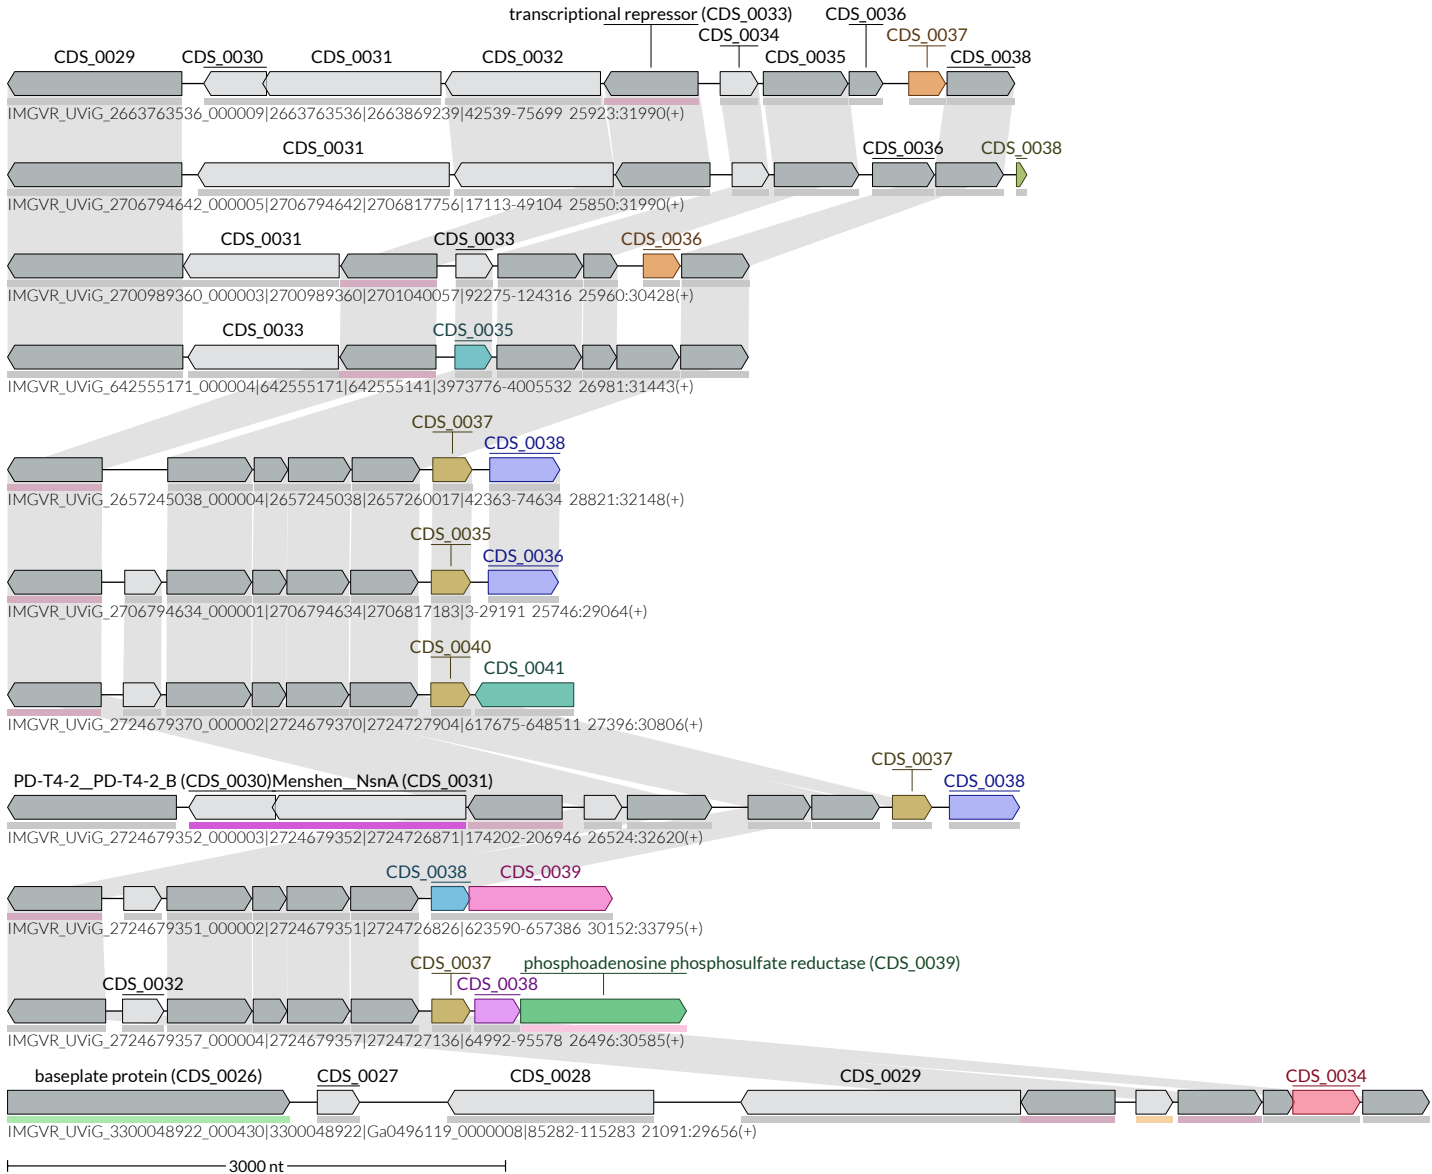 transcriptional repressor (CDS_0033)
CDS_0036
CDS_0034
CDS_0037
CDS_0029
CDS_0030
CDS_0031
CDS_0032
CDS_0035
CDS_0038
IMGVR_UViG_2663763536_000009|2663763536|2663869239|42539-75699 25923:31990(+)
CDS_0031
CDS_0036
CDS_0038
IMGVR_UViG_2706794642_000005|2706794642|2706817756|17113-49104 25850:31990(+)
CDS_0031
CDS_0033
CDS_0036
IMGVR_UViG_2700989360_000003|2700989360|2701040057|92275-124316 25960:30428(+)
CDS_0033
CDS_0035
IMGVR_UViG_642555171_000004|642555171|642555141|3973776-4005532 26981:31443(+)
CDS_0037
CDS_0038
IMGVR_UViG_2657245038_000004|2657245038|2657260017|42363-74634 28821:32148(+)
CDS_0035
CDS_0036
IMGVR_UViG_2706794634_000001|2706794634|2706817183|3-29191 25746:29064(+)
CDS_0040
CDS_0041
IMGVR_UViG_2724679370_000002|2724679370|2724727904|617675-648511 27396:30806(+)
CDS_0037
PD-T4-2__PD-T4-2_B (CDS_0030)
Menshen__NsnA (CDS_0031)
CDS_0038
IMGVR_UViG_2724679352_000003|2724679352|2724726871|174202-206946 26524:32620(+)
CDS_0038
CDS_0039
IMGVR_UViG_2724679351_000002|2724679351|2724726826|623590-657386 30152:33795(+)
CDS_0037
phosphoadenosine phosphosulfate reductase (CDS_0039)
CDS_0032
CDS_0038
IMGVR_UViG_2724679357_000004|2724679357|2724727136|64992-95578 26496:30585(+)
baseplate protein (CDS_0026)
CDS_0027
CDS_0028
CDS_0029
CDS_0034
IMGVR_UViG_3300048922_000430|3300048922|Ga0496119_0000008|85282-115283 21091:29656(+)
3000 nt